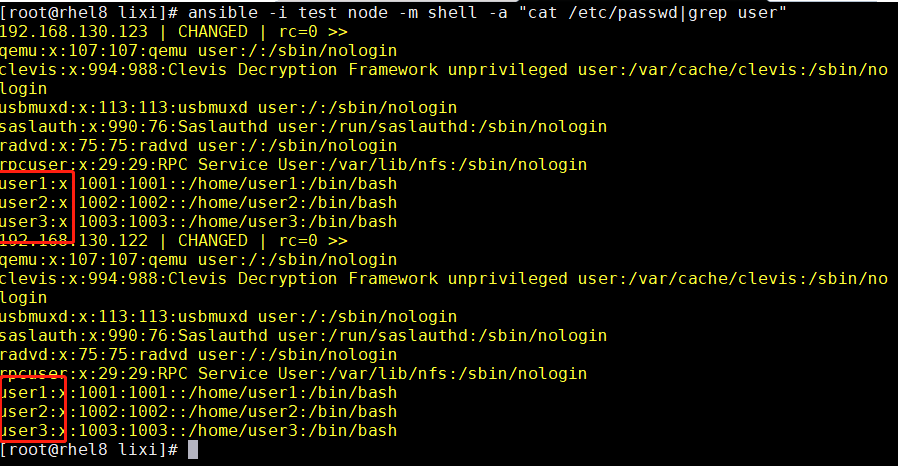 [root@rhel8 lixi]# ansible -i test node -m shell -a "cat /etc/passwd|grep user"
192.168.130.123 | CHANGED | rc=0 >>
qemu:x:107:107:qemu user:/:/sbin/nologin
clevis:x:994:988:Clevis Decryption Framework unprivileged user:/var/cache/clevis:/sbin/no
login
usbmuxd:x:113:113:usbmuxd user:/:/sbin/nologin
saslauth:x:990:76:Saslauthd user:/run/saslauthd:/sbin/nologin
radvd:x:75:75:radvd user:/:/sbin/nologin
rpcuser:x:29:29:RPC Service User:/var/lib/nfs:/sbin/nologin
user1:x:1001:1001::/home/user1:/bin/bash
user2:x:1002:1002::/home/user2:/bin/bash
user3:x:1003:1003::/home/user3:/bin/bash
192.168.130.122 | CHANGED | rc=0 >>
qemu:x:107:107:qemu user:/:/sbin/nologin
clevis:x:994:988:Clevis Decryption Framework unprivileged user:/var/cache/clevis:/sbin/no
login
usbmuxd:x:113:113:usbmuxd user:/:/sbin/nologin
saslauth:x:990:76:Saslauthd user:/run/saslauthd:/sbin/nologin
radvd:x:75:75:radvd user:/:/sbin/nologin
rpcuser:x:29:29:RPC Service User:/var/lib/nfs:/sbin/nologin
user1:x:1001:1001::/home/user1:/bin/bash
user2:x:1002:1002::/home/user2:/bin/bash
user3:x:1003:1003::/home/user3:/bin/bash
[root@rhel8 lixi]#